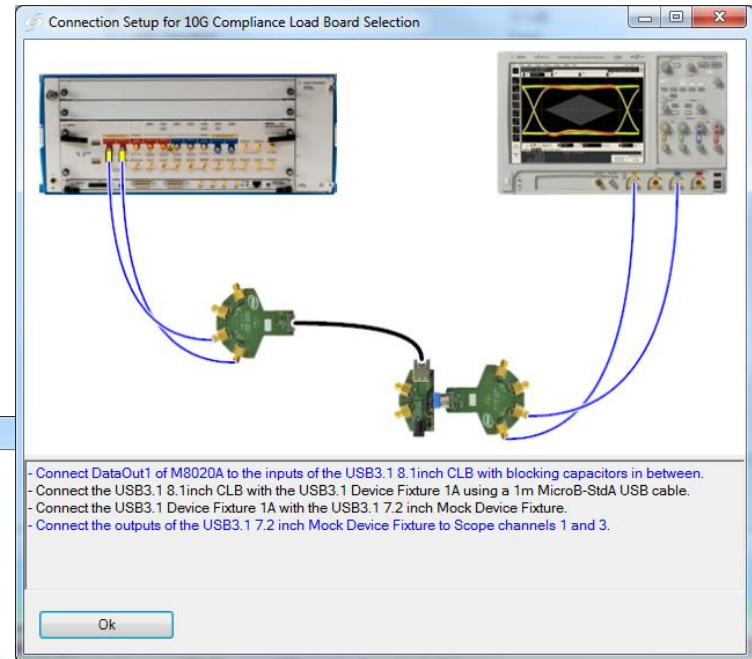 Connection Setup for 10G Compliance Load Board Selection
- Connect DataOut1 of M8020A to the inputs of the USB3.1 8.1inch CLB with blocking capacitors in between.
- Connect the USB3.1 8.1inch CLB with the USB3.1 Device Fixture 1A using a 1m MicroB-StdA USB cable.
- Connect the USB3.1 Device Fixture 1A with the USB3.1 7.2 inch Mock Device Fixture.
- Connect the outputs of the USB3.1 7.2 inch Mock Device Fixture to Scope channels 1 and 3.
Ok